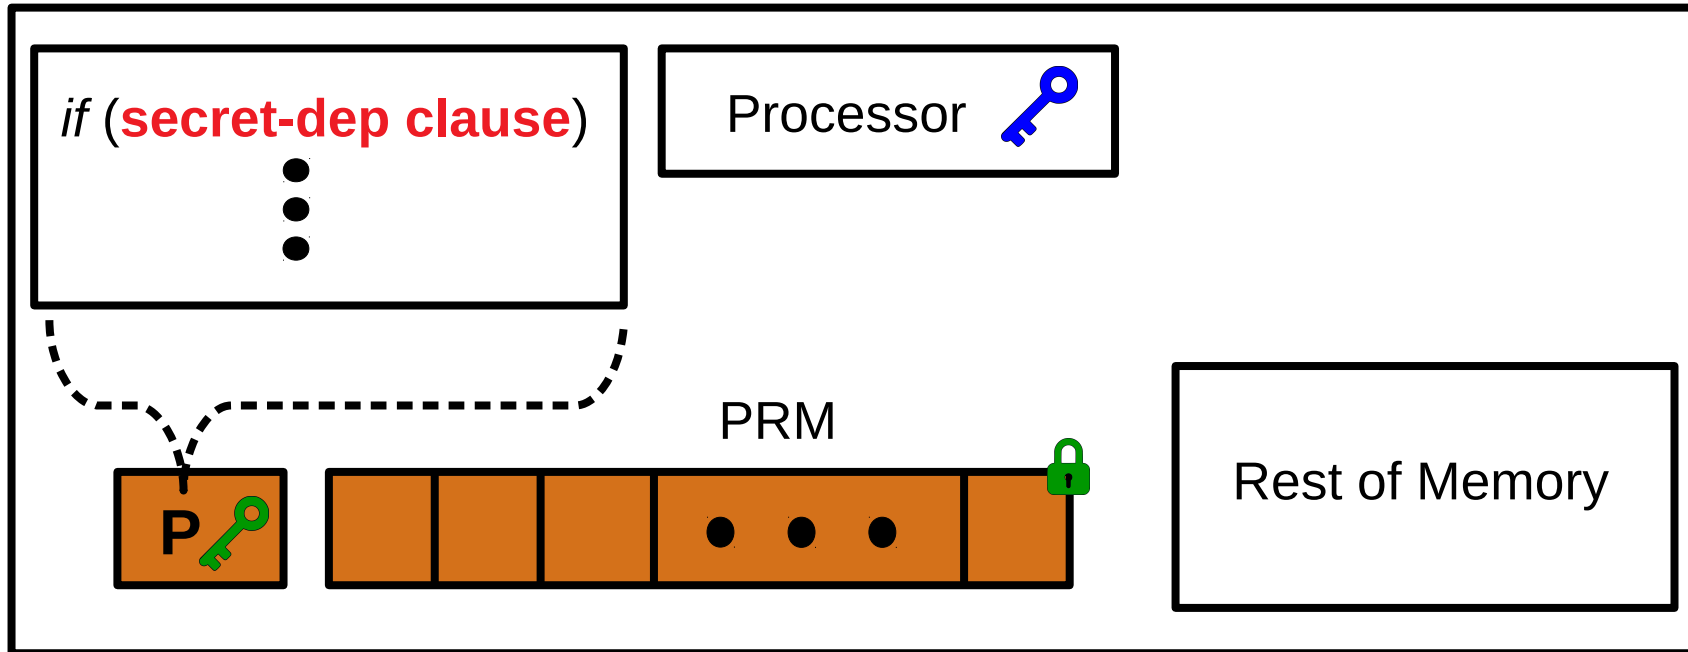 if (secret-dep clause)
Processor
PRM
P
Rest of Memory